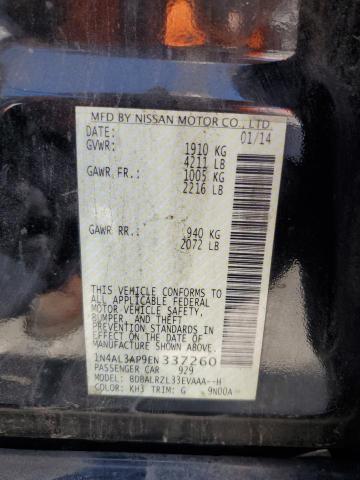 MFD BY NISSAN MOTOR CO., LTD.
DATE: 01/14
GVWR: 1910 KG
4211 LB
GAWR FR.: 1005 KG
2216 LB
GAWR RR.: 940 KG
2072 LB
THIS VEHICLE CONFORMS TO ALL
APPLICABLE U.S. FEDERAL
MOTOR VEHICLE SAFETY,
BUMPER, AND THEFT
PREVENTION STANDARDS IN
EFFECT ON THE DATE OF
MANUFACTURE SHOWN ABOVE.
1N4AL3AP9EN337260
PASSENGER CAR 929
MODEL: BDBALRZL33EVAAA--H
COLOR: KH3 TRIM: G 9N00A